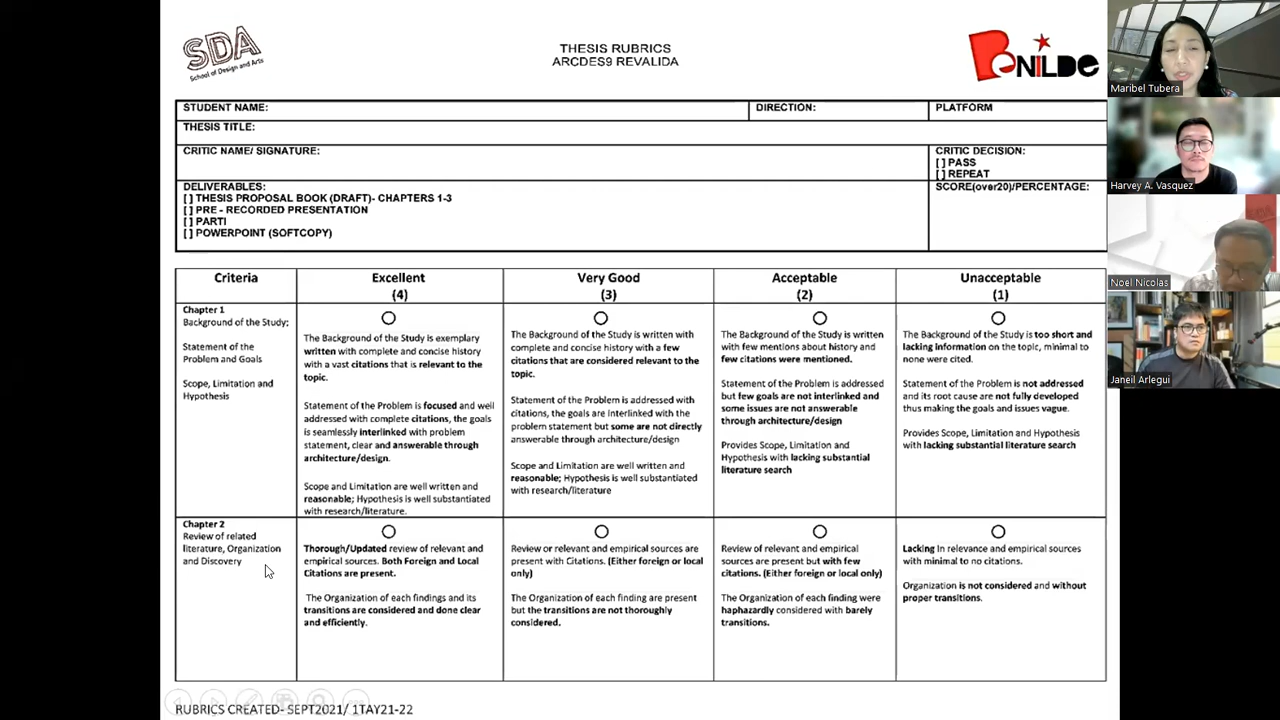 SDA
School of Design and Arts
THESIS RUBRICS
ARCDES9 REVALIDA
BENILDE
STUDENT NAME:
DIRECTION:
PLATFORM
THESIS TITLE:
CRITIC NAME/ SIGNATURE:
CRITIC DECISION:
[ ] PASS
[ ] REPEAT
DELIVERABLES:
[ ] THESIS PROPOSAL BOOK (DRAFT)- CHAPTERS 1-3
[ ] PRE - RECORDED PRESENTATION
[ ] PARTI
[ ] POWERPOINT (SOFTCOPY)
SCORE(over20)/PERCENTAGE:
Criteria
Excellent
(4)
Very Good
(3)
Acceptable
(2)
Unacceptable
(1)
Chapter 1
Background of the Study;
Statement of the
Problem and Goals
Scope, Limitation and
Hypothesis
The Background of the Study is exemplary
written with complete and concise history
with a vast citations that is relevant to the
topic.
Statement of the Problem is focused and well
addressed with complete citations, the goals
is seamlessly interlinked with problem
statement, clear and answerable through
architecture/design.
Scope and Limitation are well written and
reasonable; Hypothesis is well substantiated
with research/literature.
The Background of the Study is written with
complete and concise history with a few
citations that are considered relevant to the
topic.
Statement of the Problem is addressed with
citations, the goals are interlinked with the
problem statement but some are not directly
answerable through architecture/design
Scope and Limitation are well written and
reasonable; Hypothesis is well substantiated
with research/literature
The Background of the Study is written
with few mentions about history and
few citations were mentioned.
Statement of the Problem is addressed
but few goals are not interlinked and
some issues are not answerable
through architecture/design
Provides Scope, Limitation and
Hypothesis with lacking substantial
literature search
The Background of the Study is too short and
lacking information on the topic, minimal to
none were cited.
Statement of the Problem is not addressed
and its root cause are not fully developed
thus making the goals and issues vague.
Provides Scope, Limitation and Hypothesis
with lacking substantial literature search
Chapter 2
Review of related
literature, Organization
and Discovery
Thorough/Updated review of relevant and
empirical sources. Both Foreign and Local
Citations are present.
The Organization of each findings and its
transitions are considered and done clear
and efficiently.
Review or relevant and empirical sources are
present with Citations. (Either foreign or local
only)
The Organization of each finding are present
but the transitions are not thoroughly
considered.
Review of relevant and empirical
sources are present but with few
citations. (Either foreign or local only)
The Organization of each finding were
haphazardly considered with barely
transitions.
Lacking In relevance and empirical sources
with minimal to no citations.
Organization is not considered and without
proper transitions.
RUBRICS CREATED- SEPT2021/ 1TAY21-22
Maribel Tubera
Harvey A. Vasquez
Noel Nicolas
Janeil Arlegui